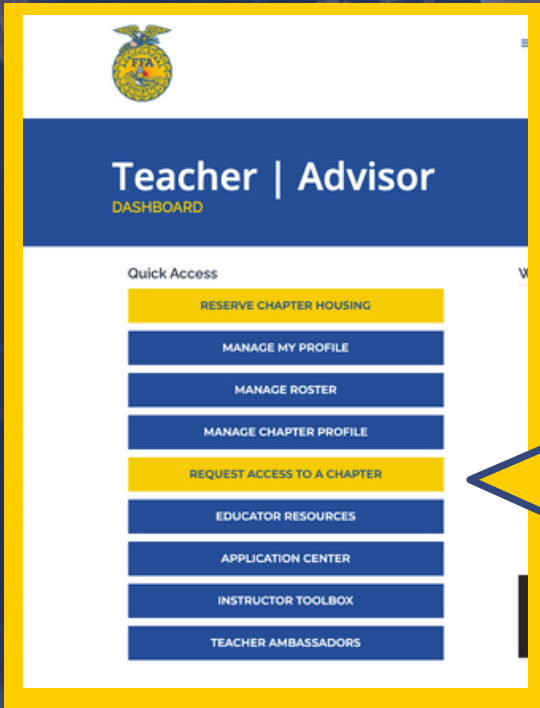 FFA
Teacher | Advisor
DASHBOARD
Quick Access
RESERVE CHAPTER HOUSING
MANAGE MY PROFILE
MANAGE ROSTER
MANAGE CHAPTER PROFILE
REQUEST ACCESS TO A CHAPTER
EDUCATOR RESOURCES
APPLICATION CENTER
INSTRUCTOR TOOLBOX
TEACHER AMBASSADORS